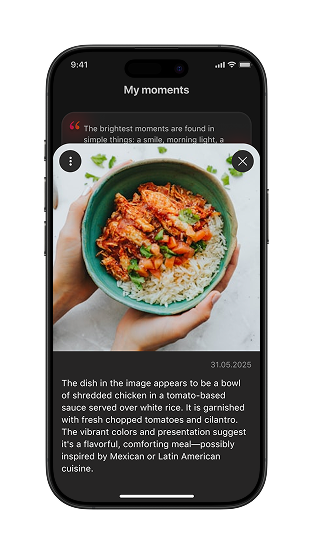 9:41
My moments
The brightest moments are found in
simple things: a smile, morning light, a
31.05.2025
The dish in the image appears to be a bowl
of shredded chicken in a tomato-based
sauce served over white rice. It is garnished
with fresh chopped tomatoes and cilantro.
The vibrant colors and presentation suggest
it's a flavorful, comforting meal—possibly
inspired by Mexican or Latin American
cuisine.